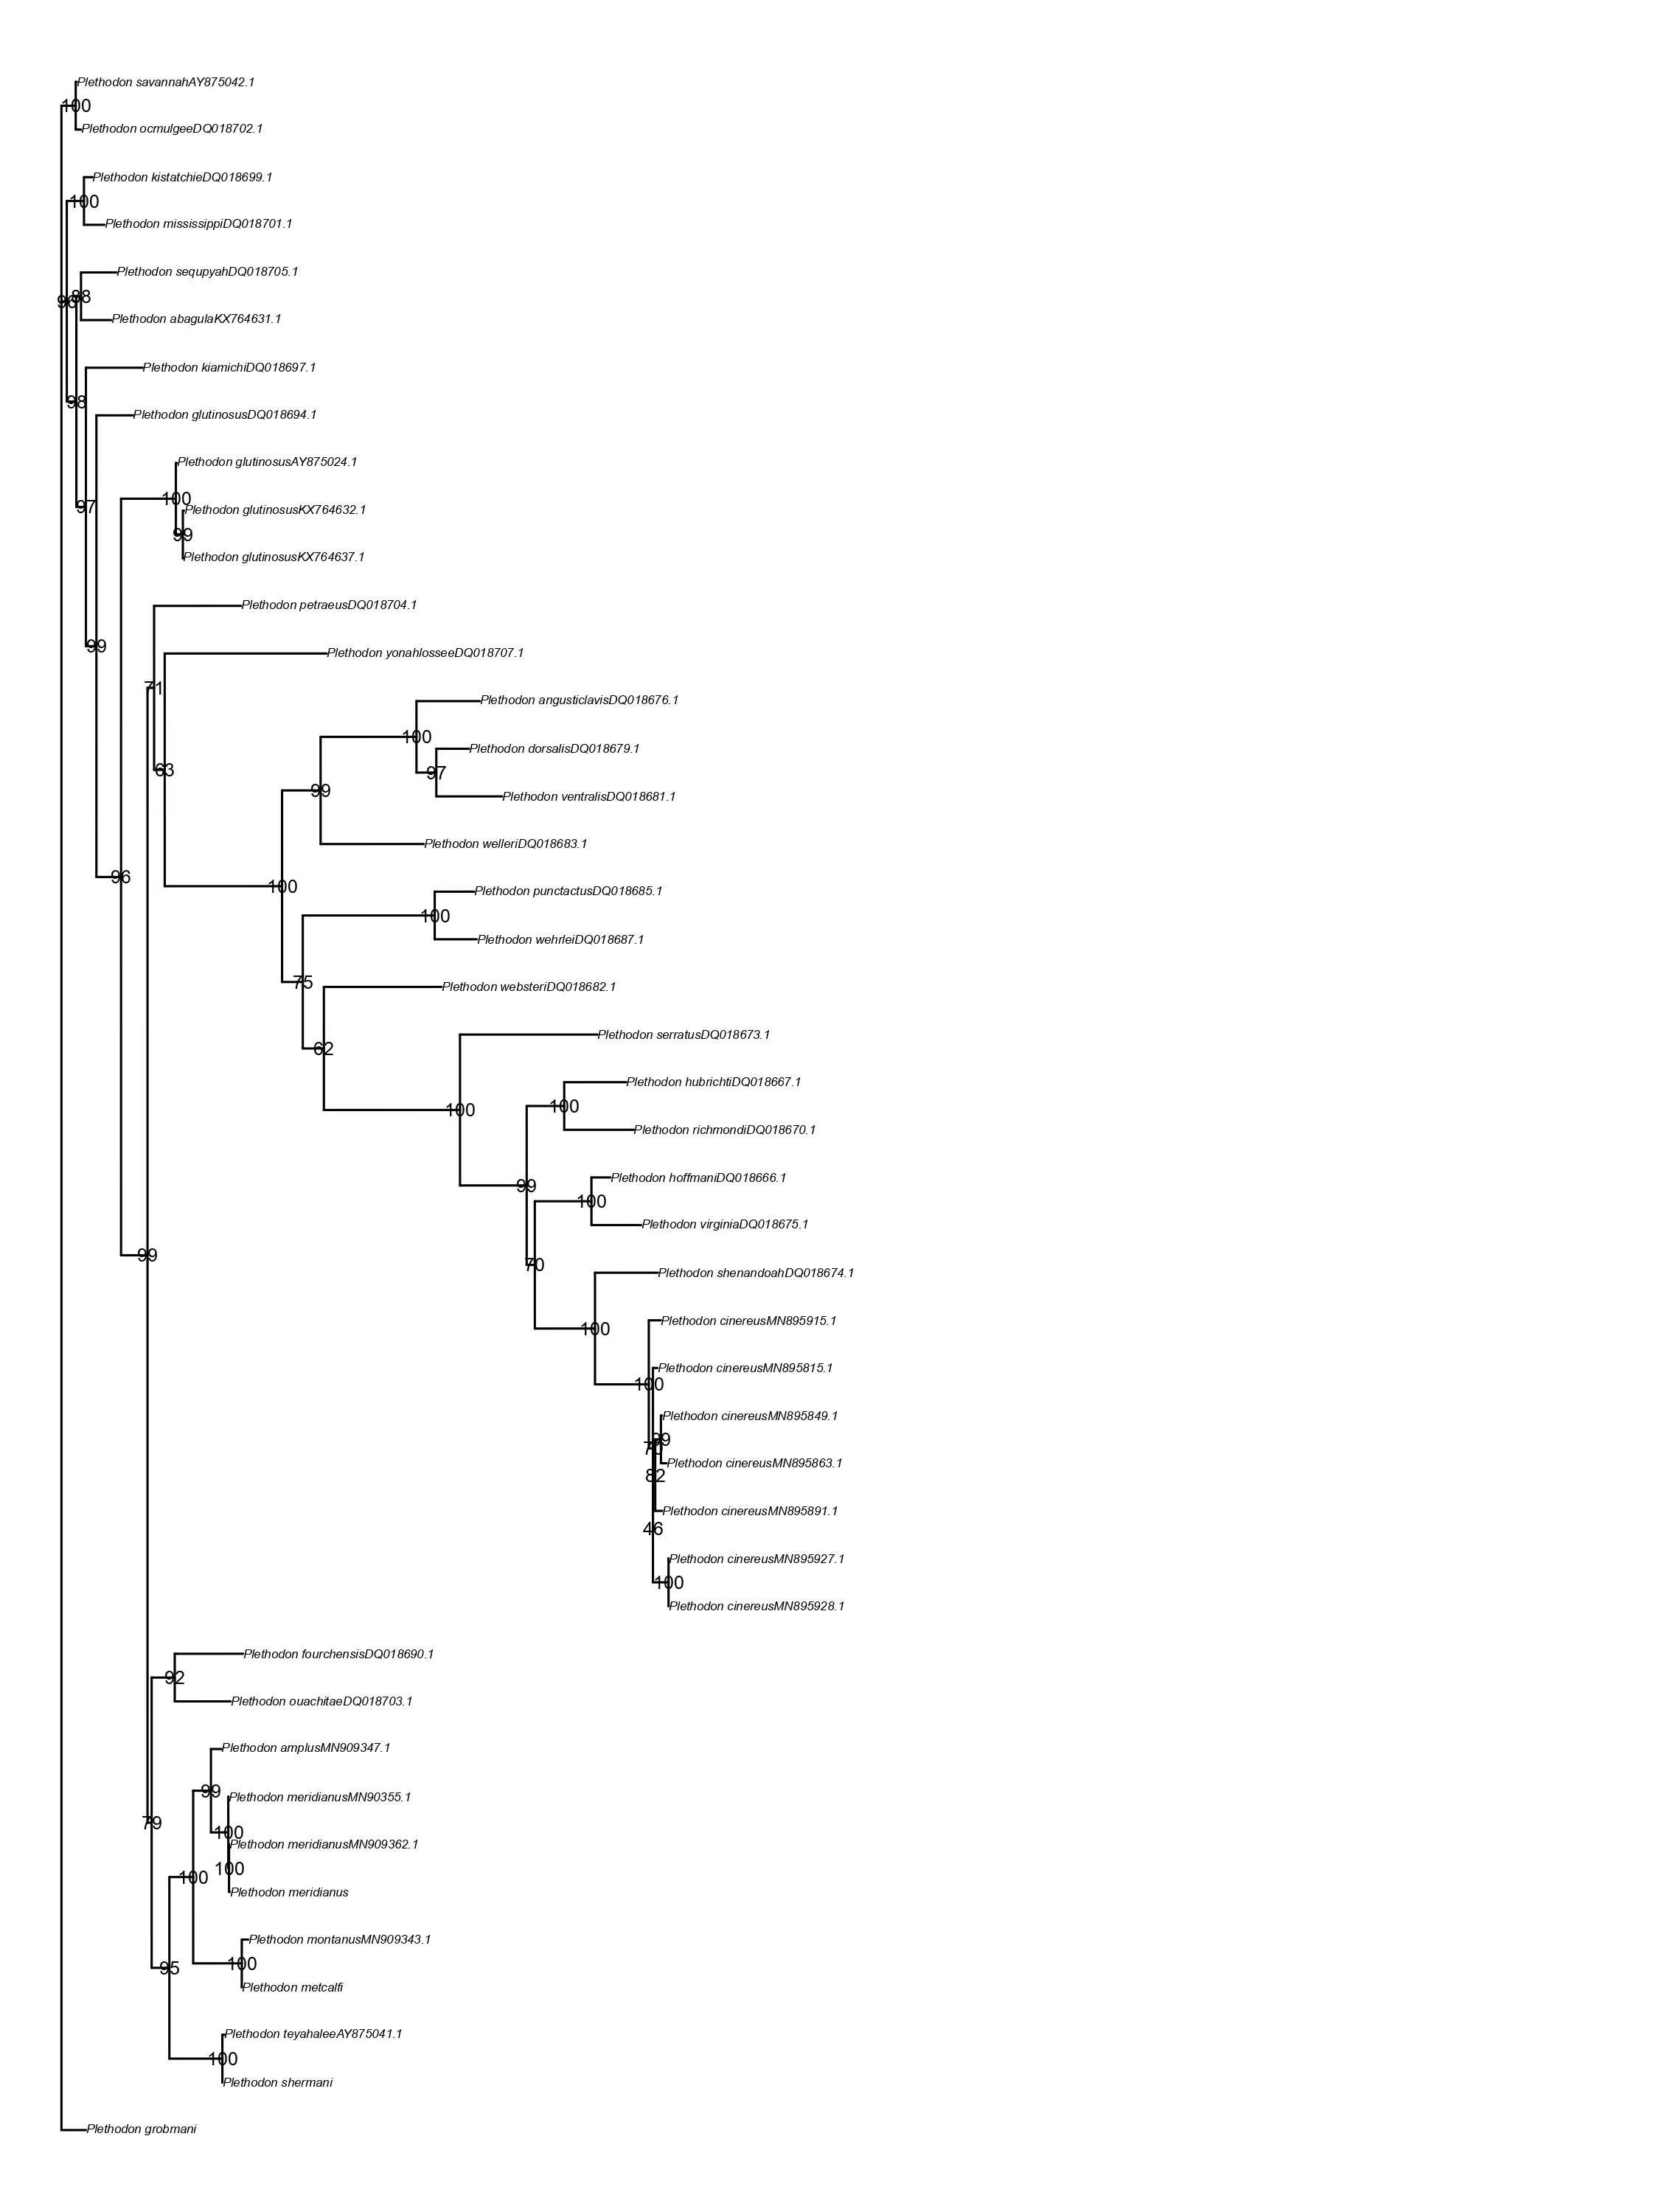 Plethodon savannahAY875042.1
100
Plethodon ocmulgeeDQ018702.1
Plethodon kistatchieDQ018699.1
100
Plethodon mississippiDQ018701.1
Plethodon sequpyahDQ018705.1
88
96
Plethodon abagulaKX764631.1
Plethodon kiamichiDQ018697.1
98
Plethodon glutinosusDQ018694.1
Plethodon glutinosusAY875024.1
100
97
Plethodon glutinosusKX764632.1
99
Plethodon glutinosusKX764637.1
Plethodon petraeusDQ018704.1
99
Plethodon yonahlosseeDQ018707.1
71
Plethodon angusticlavisDQ018676.1
100
Plethodon dorsalisDQ018679.1
63
97
99
Plethodon ventralisDQ018681.1
Plethodon welleriDQ018683.1
96
100
Plethodon punctactusDQ018685.1
100
Plethodon wehrleiDQ018687.1
75
Plethodon websteriDQ018682.1
Plethodon serratusDQ018673.1
62
Plethodon hubrichtiDQ018667.1
100
100
Plethodon richmondiDQ018670.1
Plethodon hoffmaniDQ018666.1
99
100
Plethodon virginiaDQ018675.1
99
70
Plethodon shenandoahDQ018674.1
Plethodon cinereusMN895915.1
100
Plethodon cinereusMN895815.1
100
Plethodon cinereusMN895849.1
Plethodon cinereusMN895863.1
82
Plethodon cinereusMN895891.1
46
Plethodon cinereusMN895927.1
100
Plethodon cinereusMN895928.1
Plethodon fourchensisDQ018690.1
92
Plethodon ouachitaeDQ018703.1
Plethodon amplusMN909347.1
99
Plethodon meridianusMN90355.1
79
100
Plethodon meridianusMN909362.1
100
100
Plethodon meridianus
Plethodon montanusMN909343.1
100
95
Plethodon metcalfi
Plethodon teyahaleeAY875041.1
100
Plethodon shermani
Plethodon grobmani